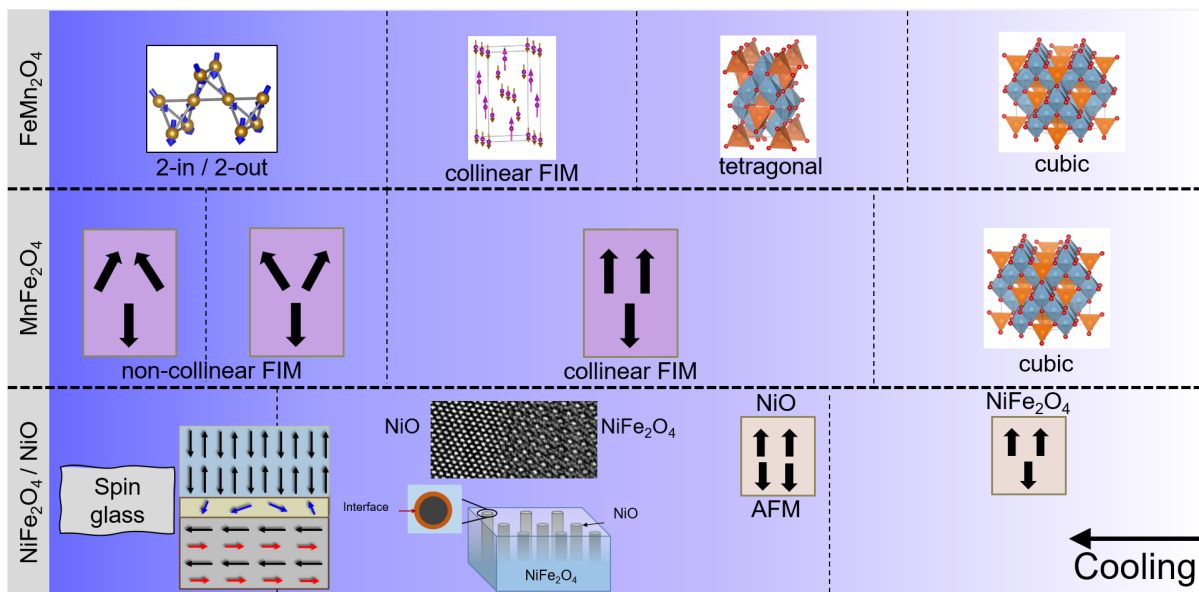 FeMn₂O₄
2-in / 2-out
collinear FIM
tetragonal
cubic
MnFe₂O₄
non-collinear FIM
collinear FIM
cubic
NiFe₂O₄ / NiO
Spin
glass
NiO
NiFe₂O₄
Interface
NiO
NiFe₂O₄
NiO
AFM
NiFe₂O₄
Cooling